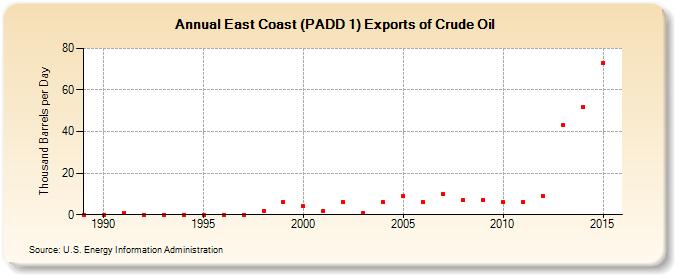 Annual East Coast (PADD 1) Exports of Crude Oil
Thousand Barrels per Day
80
60
40
20
0
1990 1995 2000 2005 2010 2015
Source: U.S. Energy Information Administration